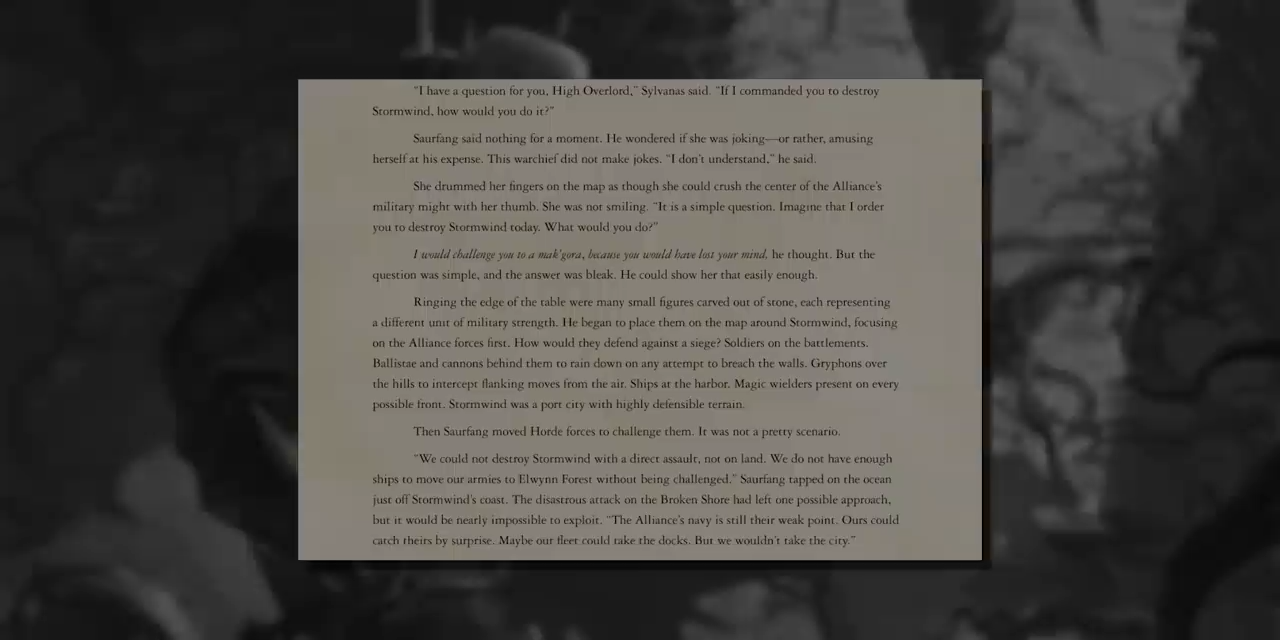 “I have a question for you, High Overlord,” Sylvanas said. “If I commanded you to destroy
Stormwind, how would you do it?”
Saurfang said nothing for a moment. He wondered if she was joking—or rather, amusing
herself at his expense. This warchief did not make jokes. “I don’t understand,” he said.
She drummed her fingers on the map as though she could crush the center of the Alliance’s
military might with her thumb. She was not smiling. “It is a simple question. Imagine that I order
you to destroy Stormwind today. What would you do?”
I would challenge you to a mak’gora, because you would have lost your mind, he thought. But the
question was simple, and the answer was bleak. He could show her that easily enough.
Ringing the edge of the table were many small figures carved out of stone, each representing
a different unit of military strength. He began to place them on the map around Stormwind, focusing
on the Alliance forces first. How would they defend against a siege? Soldiers on the battlements.
Ballistae and cannons behind them to rain down on any attempt to breach the walls. Gryphons over
the hills to intercept flanking moves from the air. Ships at the harbor. Magic wielders present on every
possible front. Stormwind was a port city with highly defensible terrain.
Then Saurfang moved Horde forces to challenge them. It was not a pretty scenario.
“We could not destroy Stormwind with a direct assault, not on land. We do not have enough
ships to move our armies to Elwynn Forest without being challenged.” Saurfang tapped on the ocean
just off Stormwind’s coast. The disastrous attack on the Broken Shore had left one possible approach,
but it would be nearly impossible to exploit. “The Alliance’s navy is still their weak point. Ours could
catch theirs by surprise. Maybe our fleet could take the docks. But we wouldn’t take the city.”